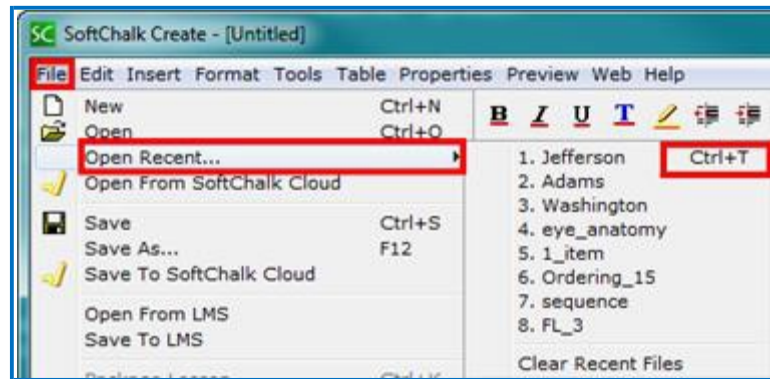 SC SoftChalk Create - [Untitled]
File Edit Insert Format Tools Table Properties Preview Web Help
New Ctrl+N
Open Ctrl+O
Open Recent...
Open From SoftChalk Cloud
Save Ctrl+S
Save As... F12
Save To SoftChalk Cloud
Open From LMS
Save To LMS
B I U T
1. Jefferson Ctrl+T
2. Adams
3. Washington
4. eye_anatomy
5. 1_item
6. Ordering_15
7. sequence
8. FL_3
Clear Recent Files